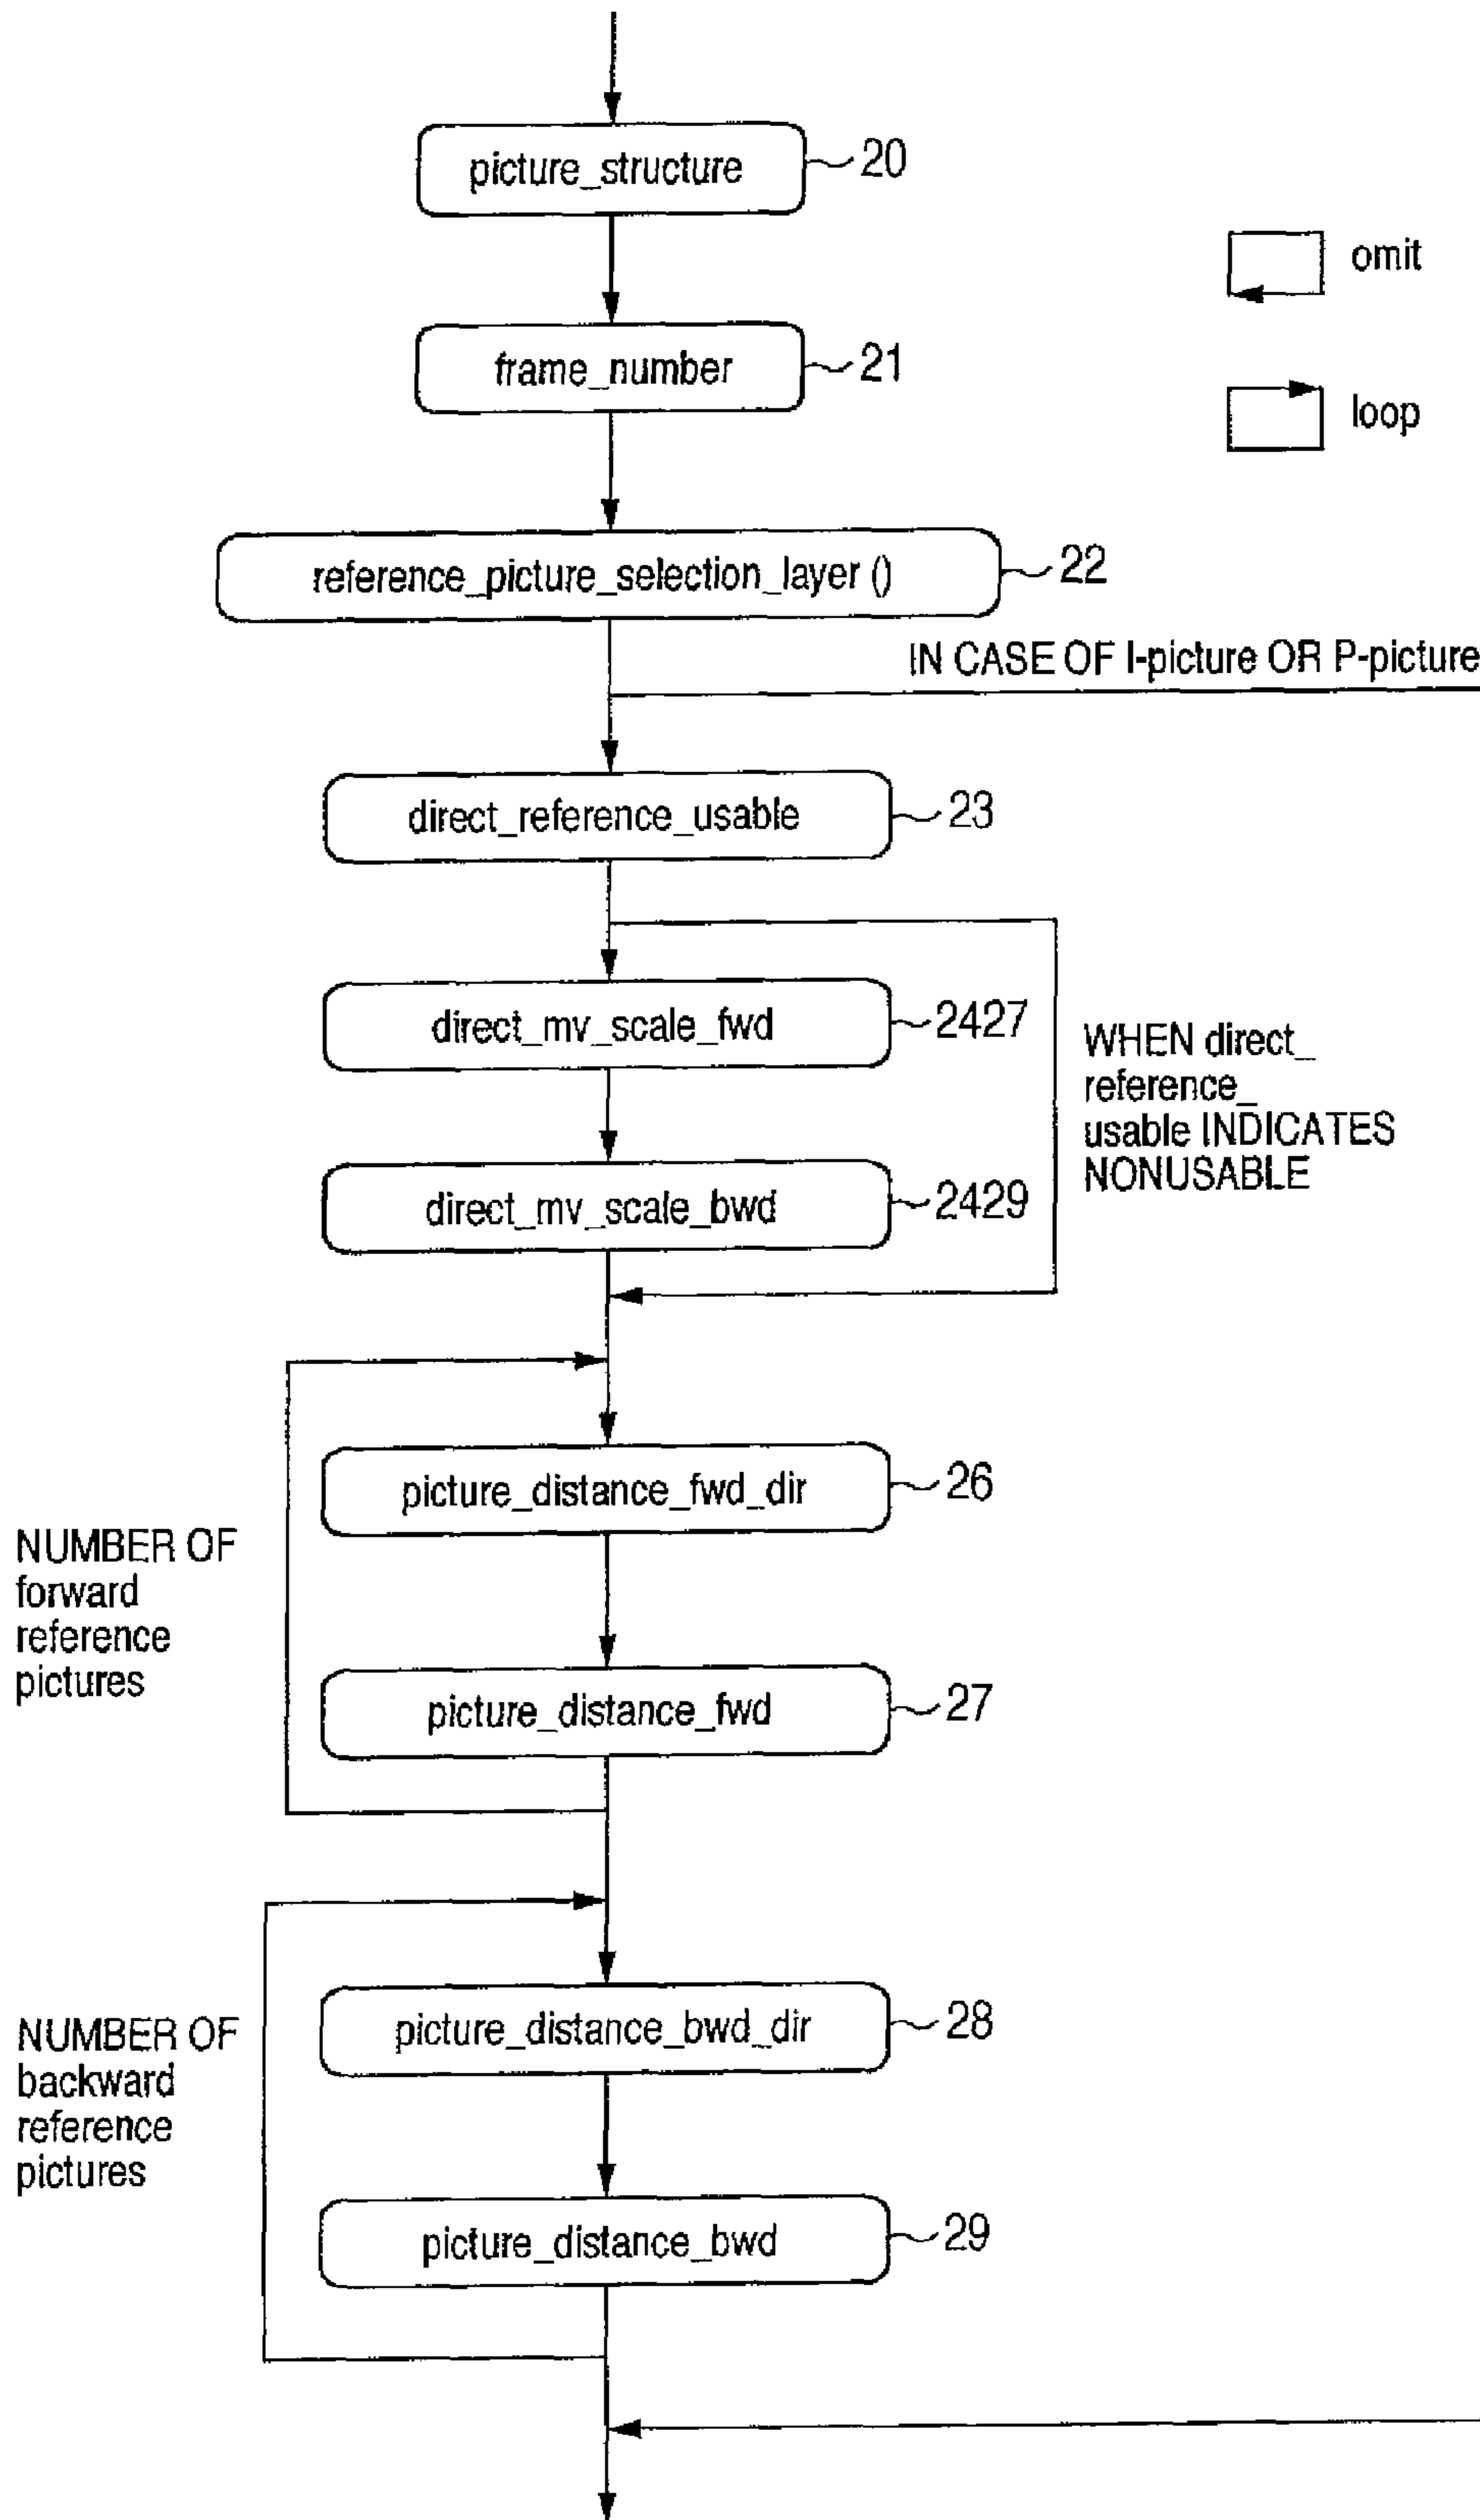 picture_structure
20
omit
frame_number
21
loop
reference_picture_selection_layer ()
22
IN CASE OF I-picture OR P-picture
direct_reference_usable
23
direct_mv_scale_fwd
2427
WHEN direct_
reference_
usable INDICATES
NONUSABLE
direct_mv_scale_bwd
2429
picture_distance_fwd_dir
26
NUMBER OF
forward
reference
pictures
picture_distance_fwd
27
picture_distance_bwd_dir
28
NUMBER OF
backward
reference
pictures
picture_distance_bwd
29